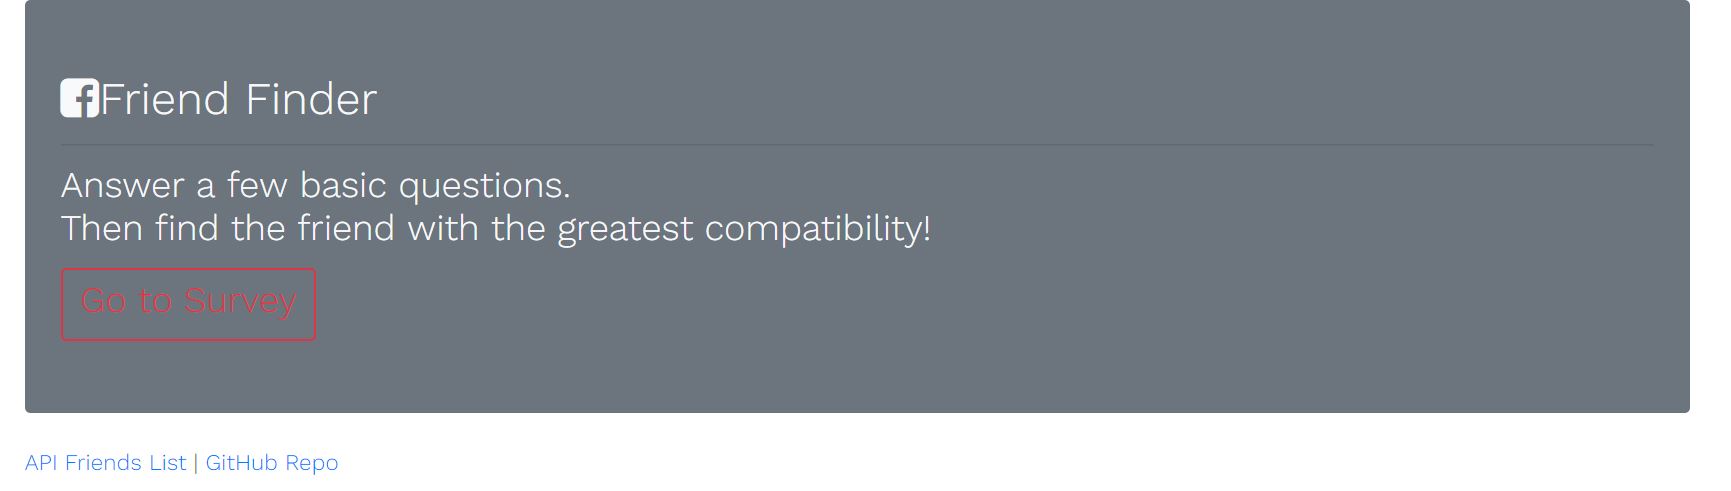 Friend Finder
Answer a few basic questions.
Then find the friend with the greatest compatibility!
Go to Survey
API Friends List | GitHub Repo